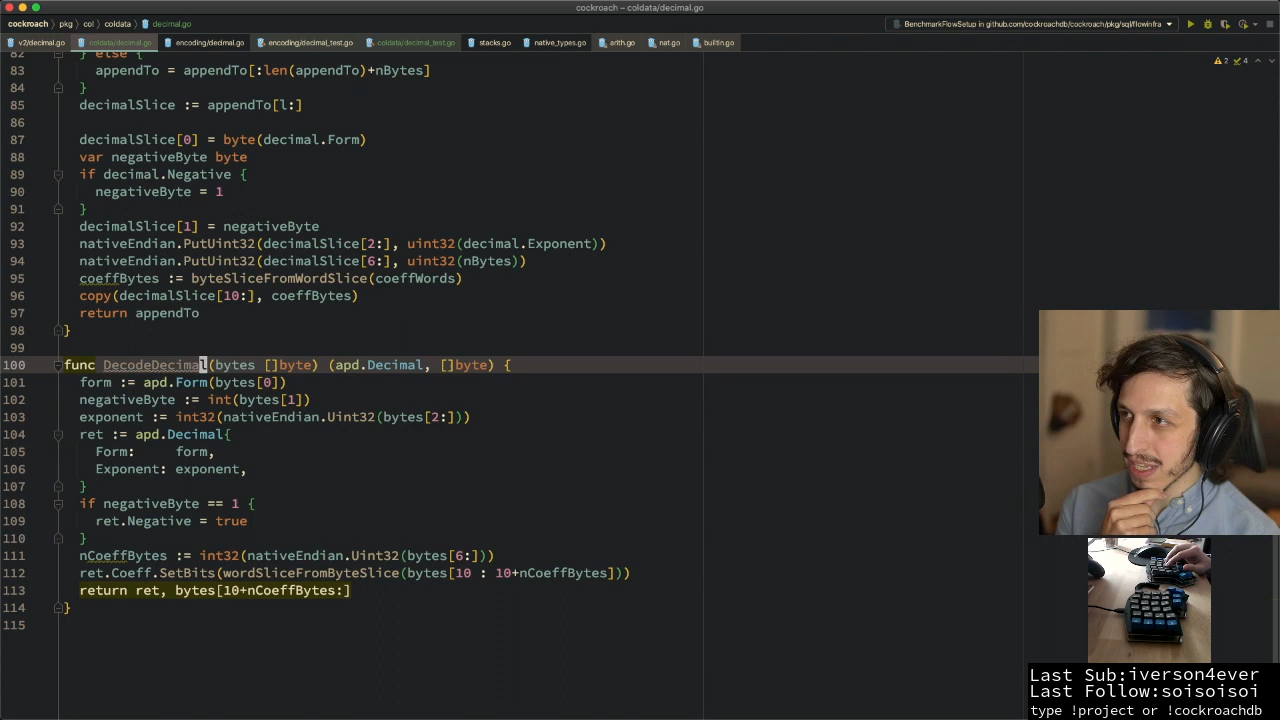 coldata/decimal.go
cockroach
pkg
col
coldata
decimal.go
BenchmarkFlowSetup in github.com/cockroachdb/cockroach/pkg/sql/flowinfra
v2/decimal.go
coldata/decimal.go
encoding/decimal.go
encoding/decimal_test.go
coldata/decimal_test.go
stacks.go
native_types.go
arith.go
nat.go
builtin.go
2 4
82 } else {
83 appendTo = appendTo[:len(appendTo)+nBytes]
84 }
85 decimalSlice := appendTo[l:]
86
87 decimalSlice[0] = byte(decimal.Form)
88 var negativeByte byte
89 if decimal.Negative {
90 negativeByte = 1
91 }
92 decimalSlice[1] = negativeByte
93 nativeEndian.PutUint32(decimalSlice[2:], uint32(decimal.Exponent))
94 nativeEndian.PutUint32(decimalSlice[6:], uint32(nBytes))
95 coeffBytes := byteSliceFromWordSlice(coeffWords)
96 copy(decimalSlice[10:], coeffBytes)
97 return appendTo
98 }
99
100 func DecodeDecimal(bytes []byte) (apd.Decimal, []byte) {
101 form := apd.Form(bytes[0])
102 negativeByte := int(bytes[1])
103 exponent := int32(nativeEndian.Uint32(bytes[2:]))
104 ret := apd.Decimal{
105 Form: form,
106 Exponent: exponent,
107 }
108 if negativeByte == 1 {
109 ret.Negative = true
110 }
111 nCoeffBytes := int32(nativeEndian.Uint32(bytes[6:]))
112 ret.Coeff.SetBits(wordSliceFromByteSlice(bytes[10 : 10+nCoeffBytes]))
113 return ret, bytes[10+nCoeffBytes:]
114 }
115
Last Sub:iverson4ever
Last Follow:soisoisoi
type !project or !cockroachdb